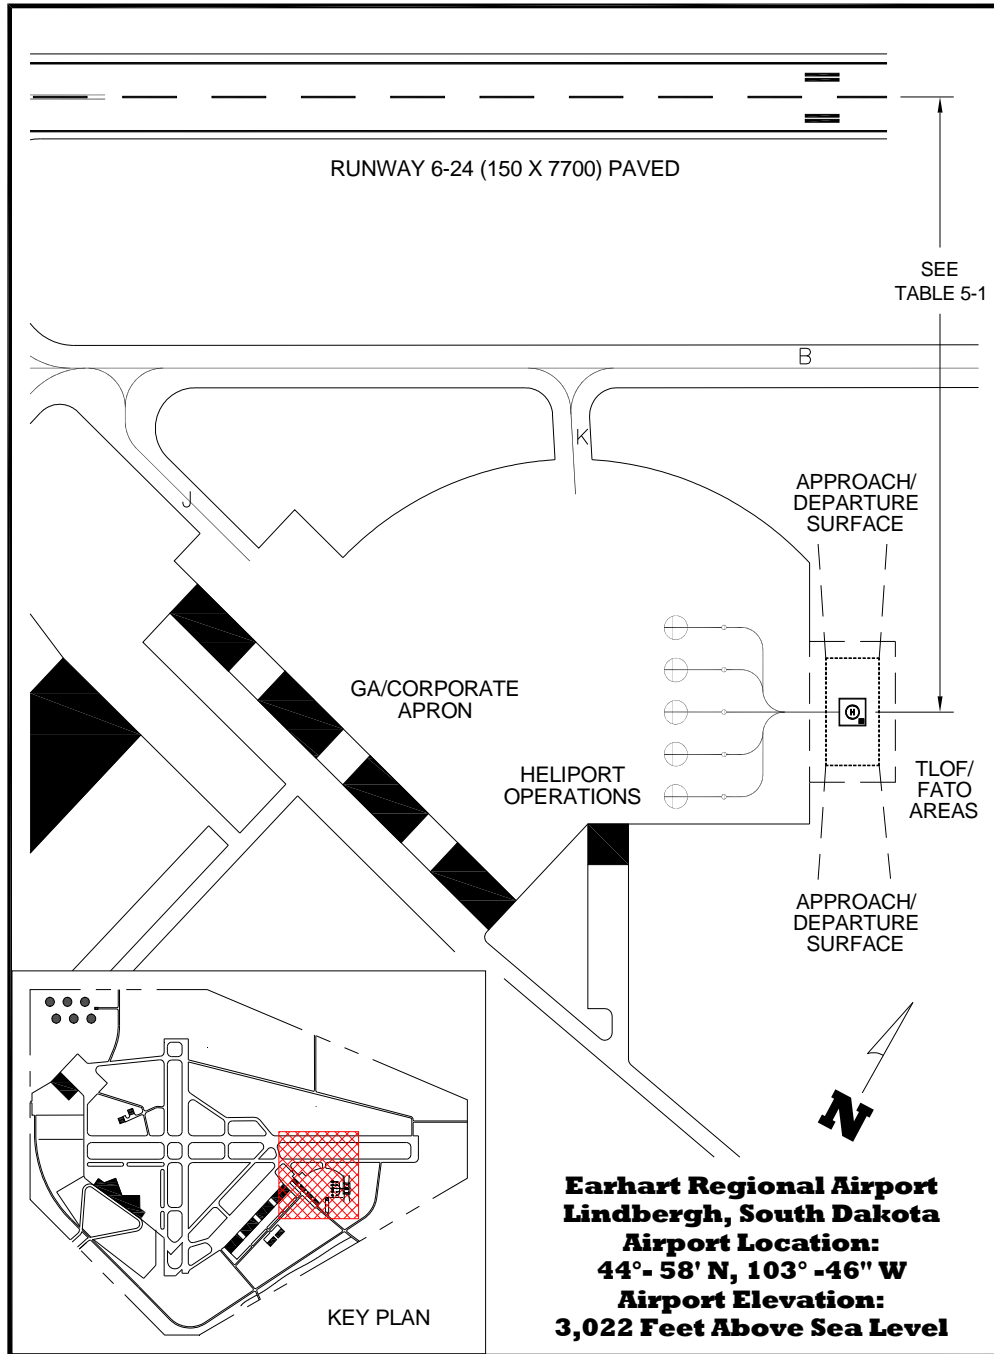 RUNWAY 6-24 (150 X 7700) PAVED
SEE
TABLE 5-1
B
K
J
APPROACH/
DEPARTURE
SURFACE
GA/CORPORATE
APRON
HELIPORT
OPERATIONS
H
TLOF/
FATO
AREAS
APPROACH/
DEPARTURE
SURFACE
N
KEY PLAN
Earhart Regional Airport
Lindbergh, South Dakota
Airport Location:
44°- 58' N, 103° -46" W
Airport Elevation:
3,022 Feet Above Sea Level